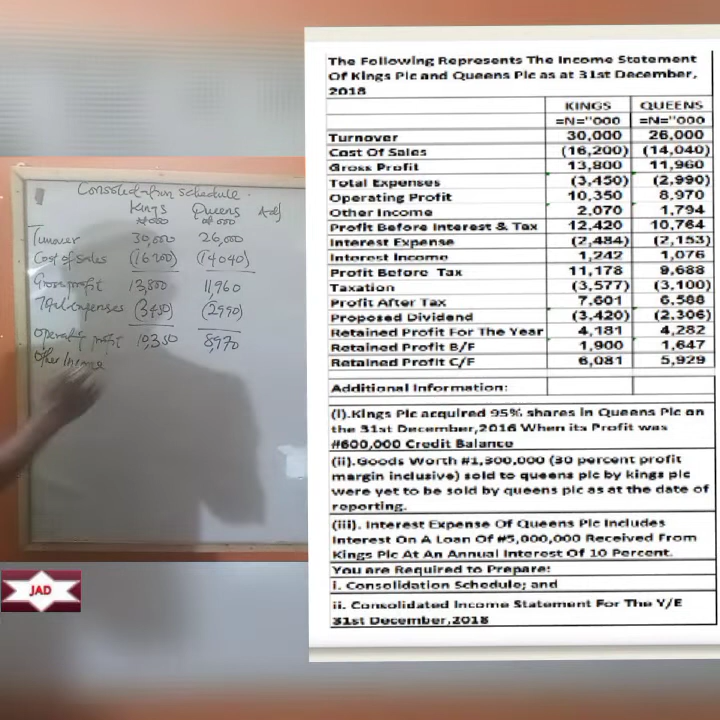 Consolidation schedule.
Kings Queens Adj
₦000 ₦000
Turnover 30,000 26,000
Cost of sales (16200) (14040)
Gross profit 13,800 11,960
Total expenses (3450) (2990)
Operating profit 10,350 8,970
Other Income
JAD
The Following Represents The Income Statement
Of Kings Plc and Queens Plc as at 31st December,
2018
KINGS QUEENS
=N="000 =N="000
Turnover 30,000 26,000
Cost Of Sales (16,200) (14,040)
Gross Profit 13,800 11,960
Total Expenses (3,450) (2,990)
Operating Profit 10,350 8,970
Other Income 2,070 1,794
Profit Before Interest & Tax 12,420 10,764
Interest Expense (2,484) (2,153)
Interest Income 1,242 1,076
Profit Before Tax 11,178 9,688
Taxation (3,577) (3,100)
Profit After Tax 7,601 6,588
Proposed Dividend (3,420) (2,306)
Retained Profit For The Year 4,181 4,282
Retained Profit B/F 1,900 1,647
Retained Profit C/F 6,081 5,929
Additional Information:
(i).Kings Plc acquired 95% shares in Queens Plc on
the 31st December,2016 When its Profit was
#600,000 Credit Balance
(ii).Goods Worth #1,300,000 (30 percent profit
margin inclusive) sold to queens plc by kings plc
were yet to be sold by queens plc as at the date of
reporting.
(iii). Interest Expense Of Queens Plc Includes
Interest On A Loan Of #5,000,000 Received From
Kings Plc At An Annual Interest Of 10 Percent.
You are Required to Prepare:
i. Consolidation Schedule; and
ii. Consolidated Income Statement For The Y/E
31st December,2018